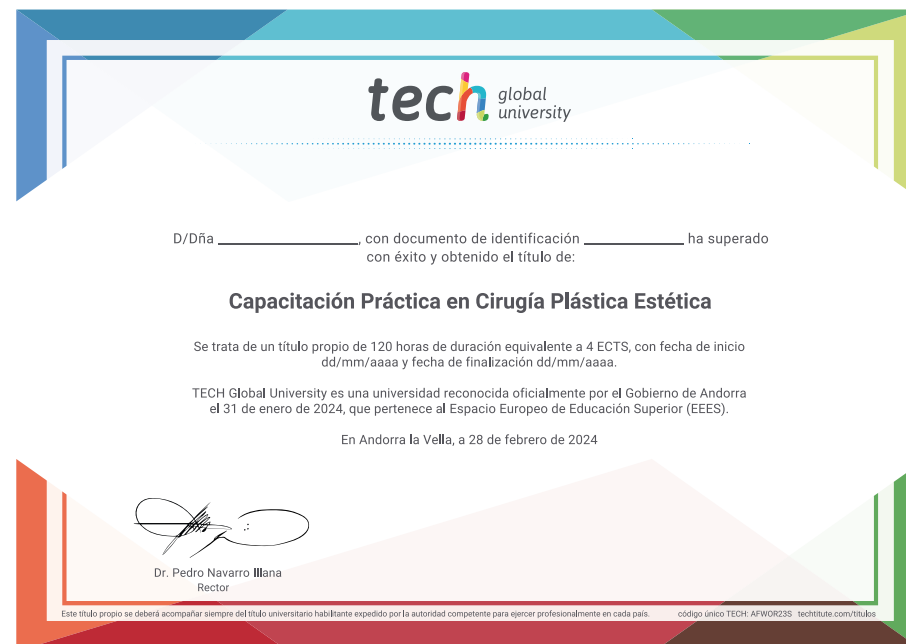 tech global university
D/Dña ________________, con documento de identificación ____________ ha superado
con éxito y obtenido el título de:
Capacitación Práctica en Cirugía Plástica Estética
Se trata de un título propio de 120 horas de duración equivalente a 4 ECTS, con fecha de inicio
dd/mm/aaaa y fecha de finalización dd/mm/aaaa.
TECH Global University es una universidad reconocida oficialmente por el Gobierno de Andorra
el 31 de enero de 2024, que pertenece al Espacio Europeo de Educación Superior (EEES).
En Andorra la Vella, a 28 de febrero de 2024
Dr. Pedro Navarro Illana
Rector
Este título propio se deberá acompañar siempre del título universitario habilitante expedido por la autoridad competente para ejercer profesionalmente en cada país. código único TECH: AFWOR23S techtitute.com/titulos